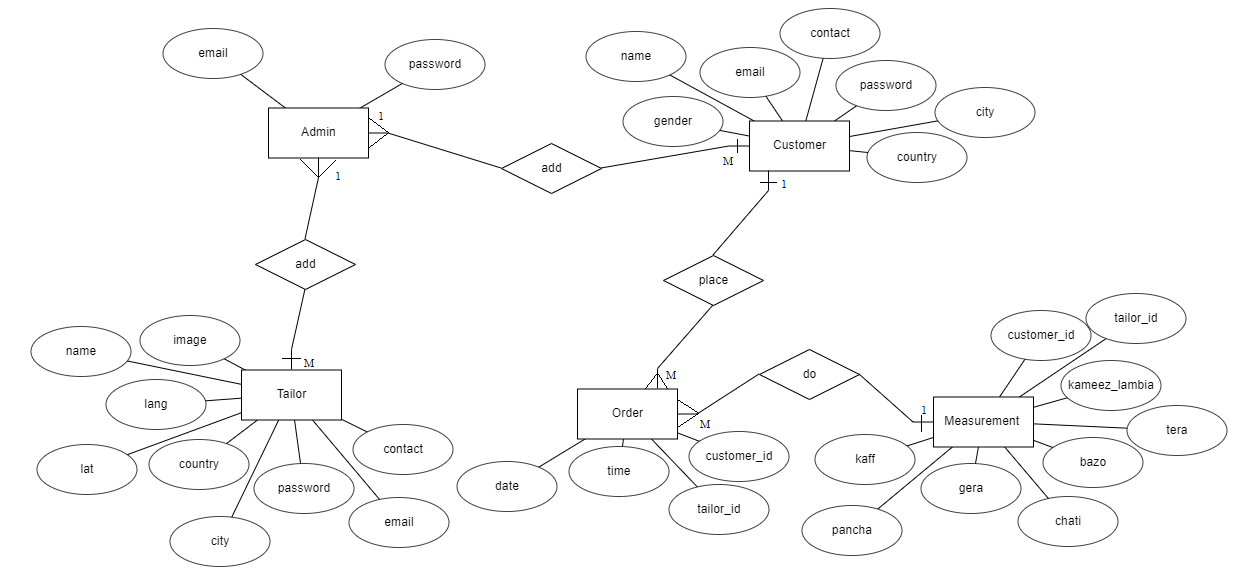 contact
email
name
password
email
password
city
gender
1
Admin
Customer
country
add
M
1
1
add
place
customer_id
tailor_id
image
name
M
M
do
kameez_lambia
Tailor
lang
Order
1
Measurement
M
tera
contact
customer_id
kaff
bazo
lat
country
time
password
date
gera
tailor_id
email
chati
pancha
city